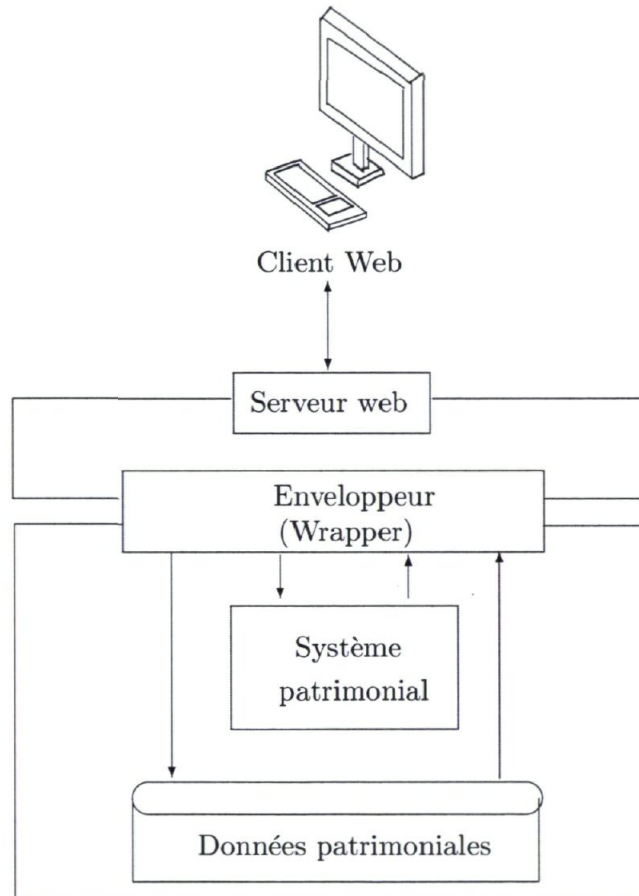 Client Web
Serveur web
Enveloppeur
(Wrapper)
Système
patrimonial
Données patrimoniales